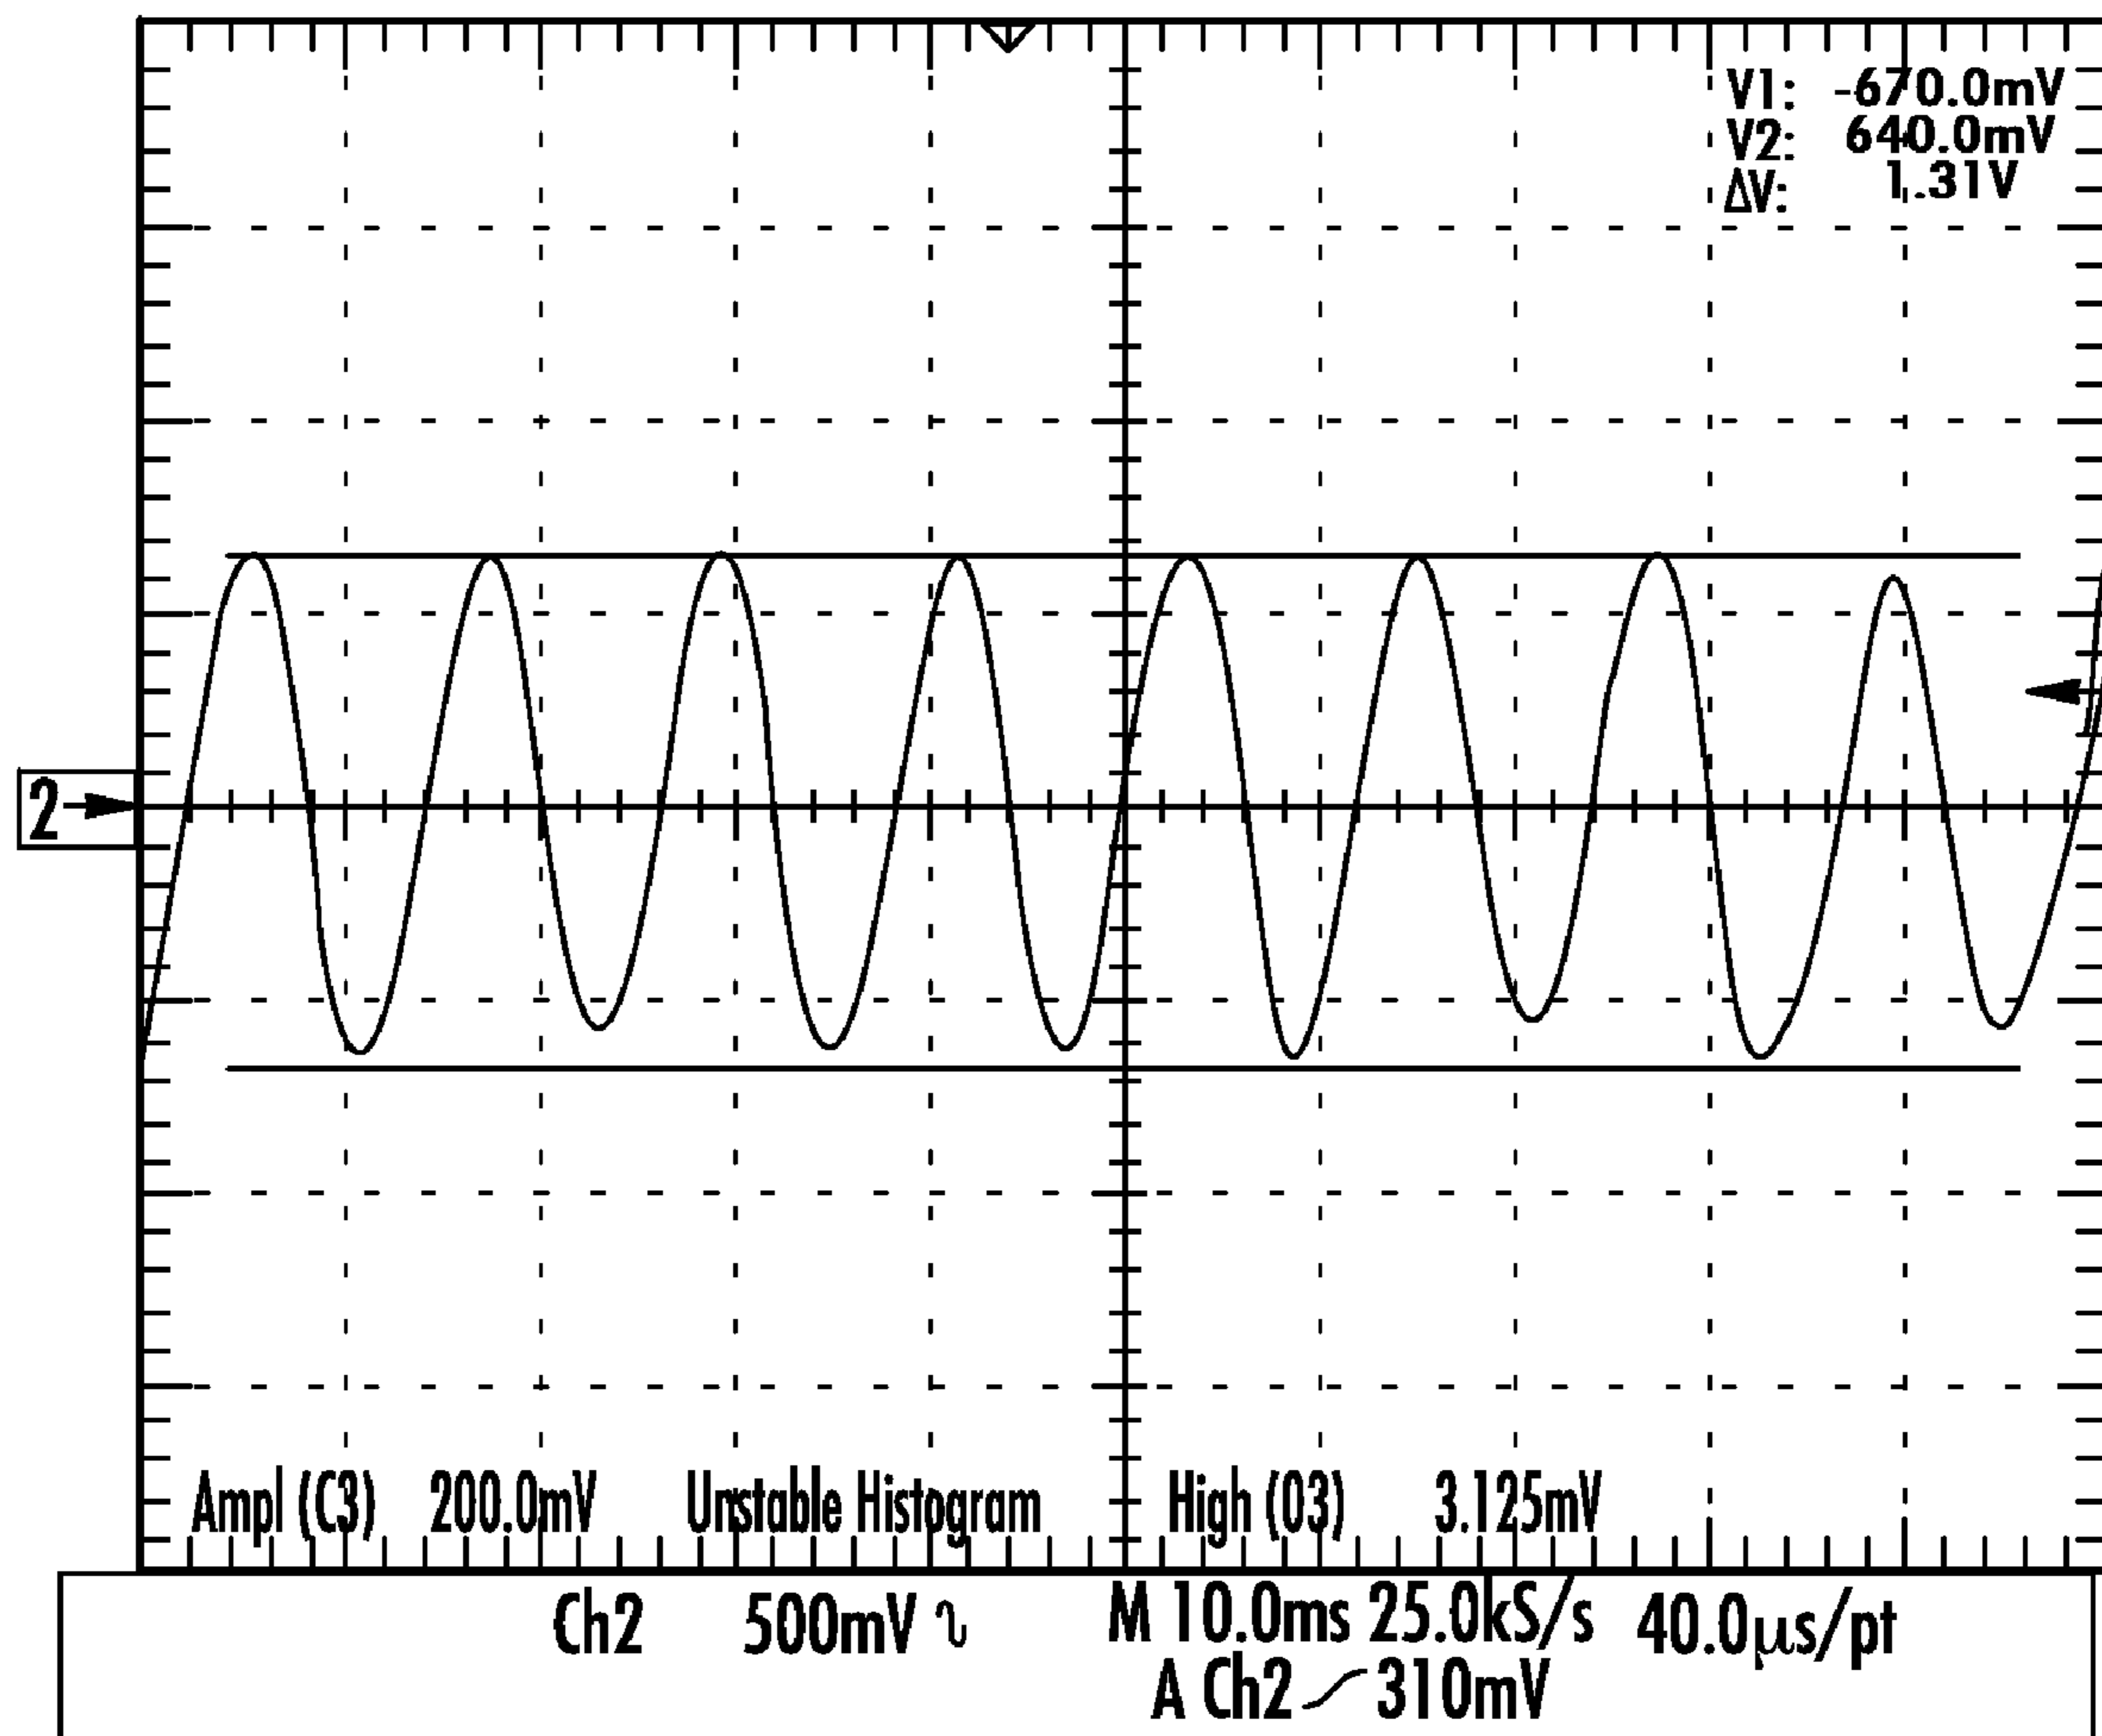 V1: -670.0mV
V2: 640.0mV
ΔV: 1.31V
2
Ampl (C3) 200.0mV Unstable Histogram High (03) 3.125mV
Ch2 500mV M 10.0ms 25.0kS/s 40.0μs/pt
A Ch2 310mV